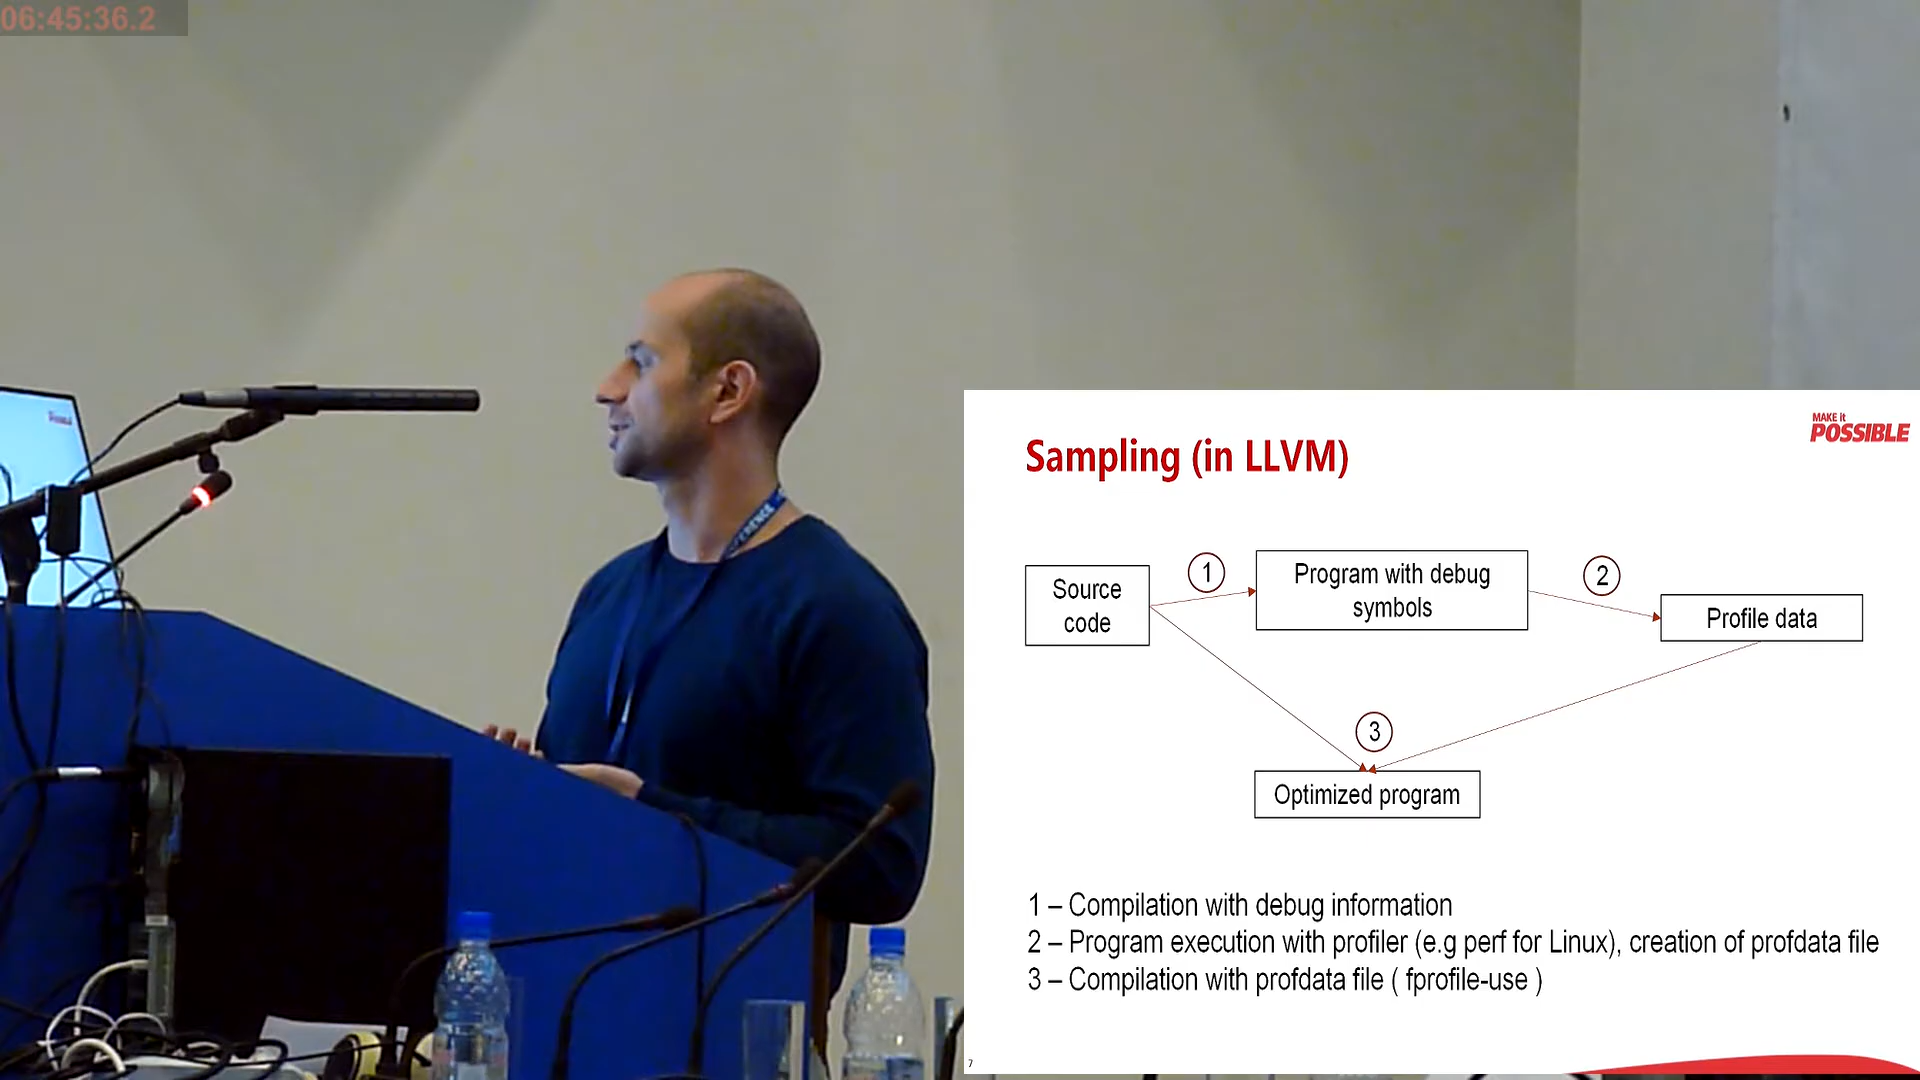 06:45:36.2
MAKE it
POSSIBLE
Sampling (in LLVM)
Source
code
1
Program with debug
symbols
2
Profile data
3
Optimized program
1 – Compilation with debug information
2 – Program execution with profiler (e.g perf for Linux), creation of profdata file
3 – Compilation with profdata file ( fprofile-use )
7